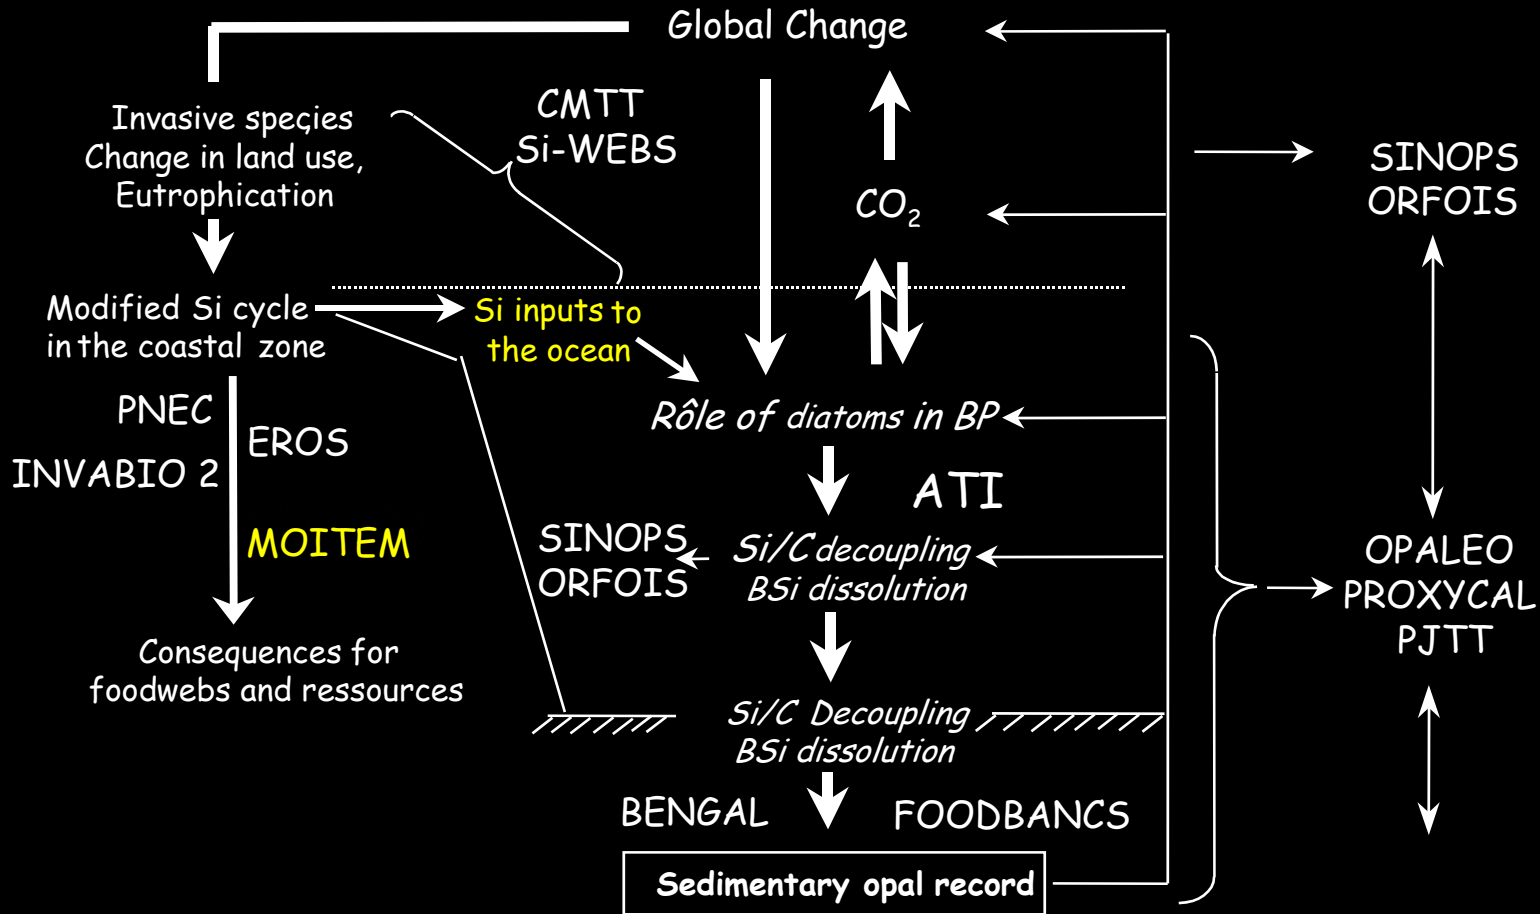 Global Change
Invasive species
Change in land use,
Eutrophication
CMTT
Si-WEBS
CO₂
SINOPS
ORFOIS
Modified Si cycle
in the coastal zone
Si inputs to
the ocean
PNEC
EROS
INVABIO 2
MOITEM
Rôle of diatoms in BP
ATI
SINOPS
ORFOIS
Si/C decoupling
BSi dissolution
OPALEO
PROXYCAL
PJTT
Consequences for
foodwebs and ressources
Si/C Decoupling
BSi dissolution
BENGAL
FOODBANCS
Sedimentary opal record